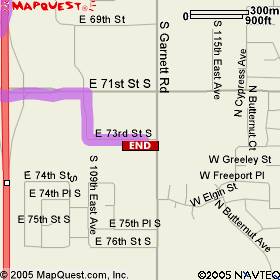 MAPQUEST
300m
900ft
E 69th St S
S Garnett Rd
S 115th East Ave
N Cypress Ave
N Butternut Ct
E 71st St S
E 73rd St S
END
S 109th East Ave
W Greeley St
W Freeport Pl
E 74th St S
E 74th Pl S
W Elgin St
N Butternut Ave
E 75th St S
E 75th Pl S
E 76th St S
© 2005 MapQuest.com, Inc.
©2005 NAVTEQ